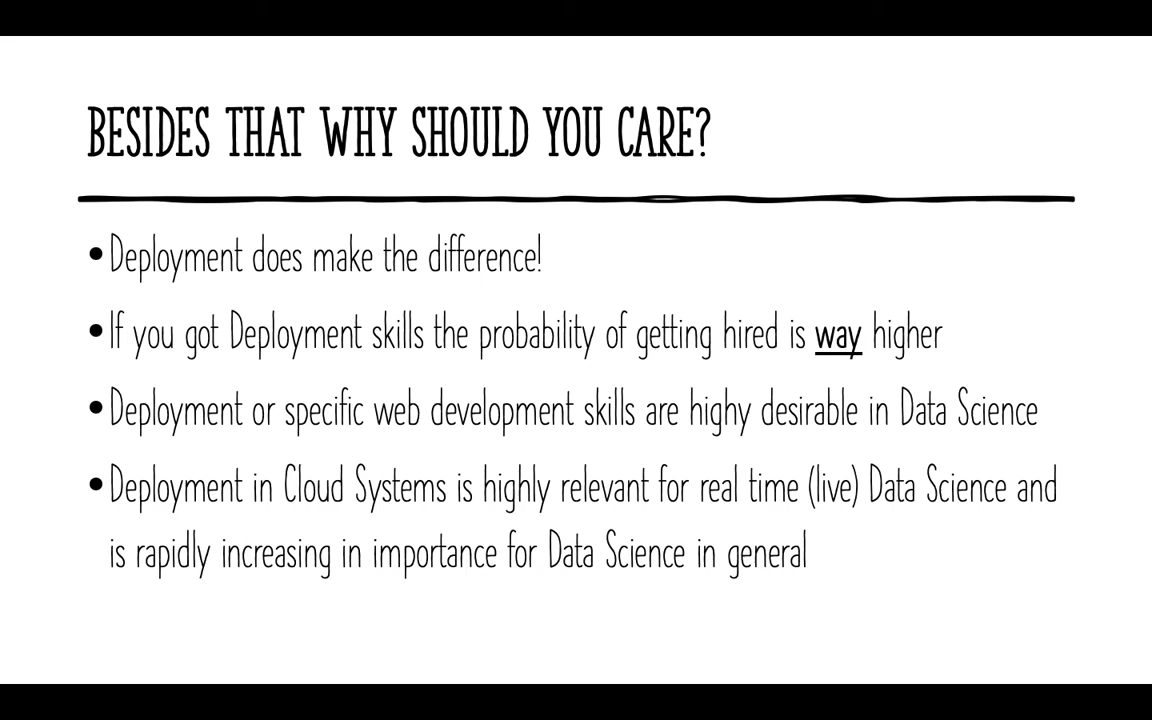 BESIDES THAT WHY SHOULD YOU CARE?
•Deployment does make the difference!
•If you got Deployment skills the probability of getting hired is way higher
•Deployment or specific web development skills are highy desirable in Data Science
•Deployment in Cloud Systems is highly relevant for real time (live) Data Science and
is rapidly increasing in importance for Data Science in general